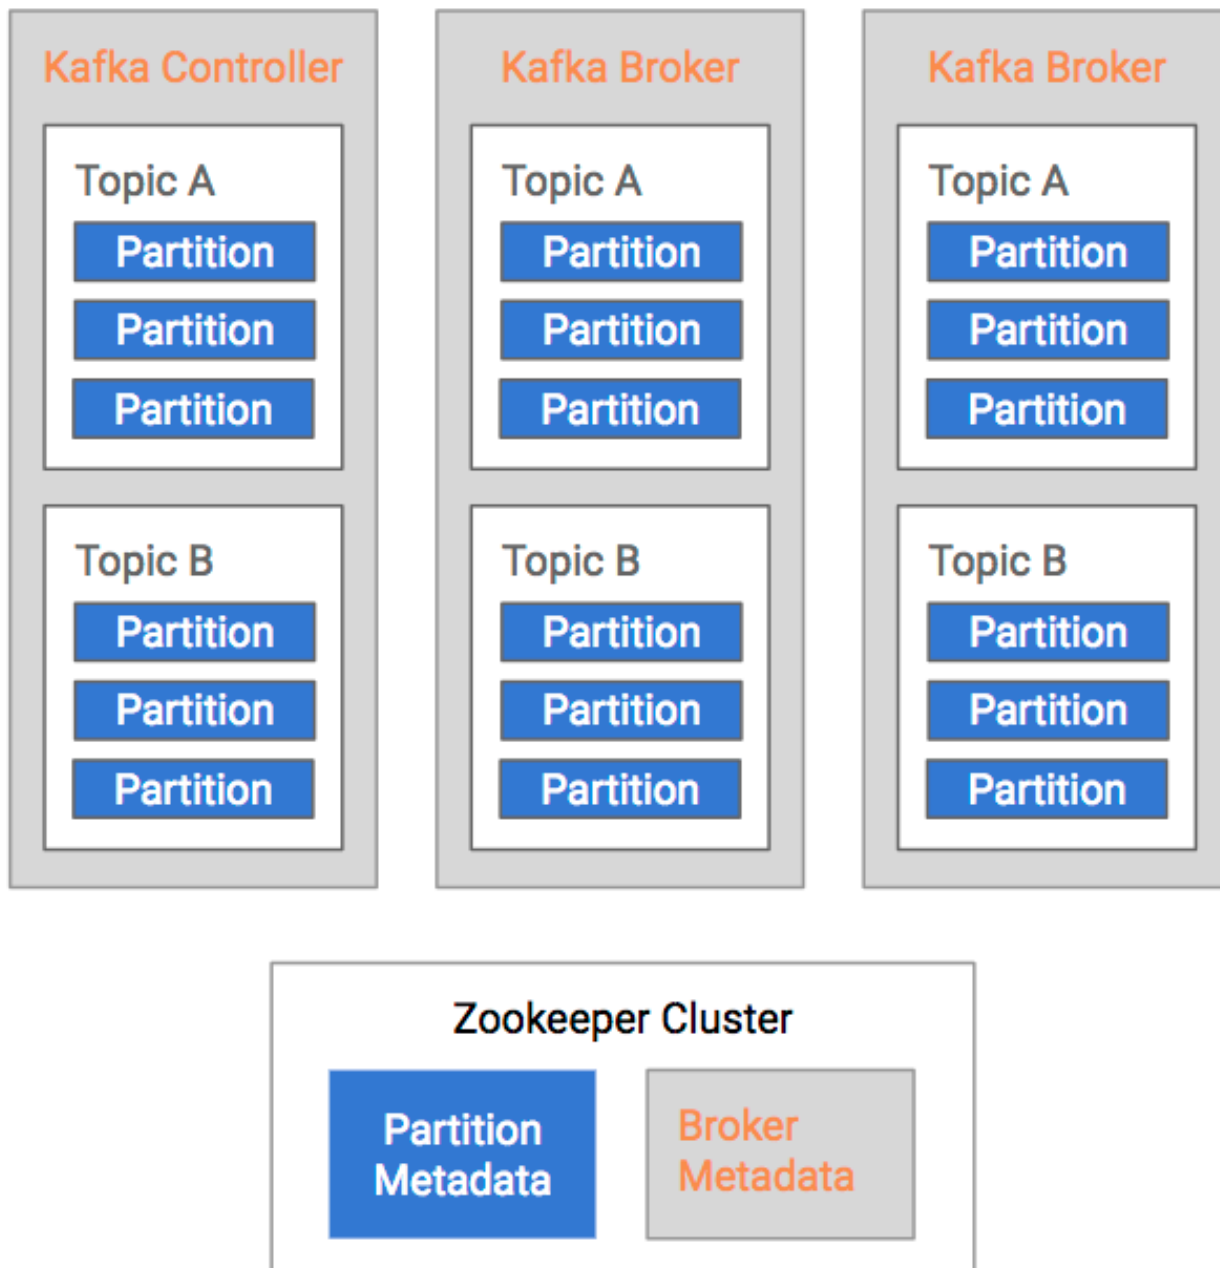 Kafka Controller
Topic A
Partition
Partition
Partition
Topic B
Partition
Partition
Partition
Kafka Broker
Topic A
Partition
Partition
Partition
Topic B
Partition
Partition
Partition
Kafka Broker
Topic A
Partition
Partition
Partition
Topic B
Partition
Partition
Partition
Zookeeper Cluster
Partition
Metadata
Broker
Metadata